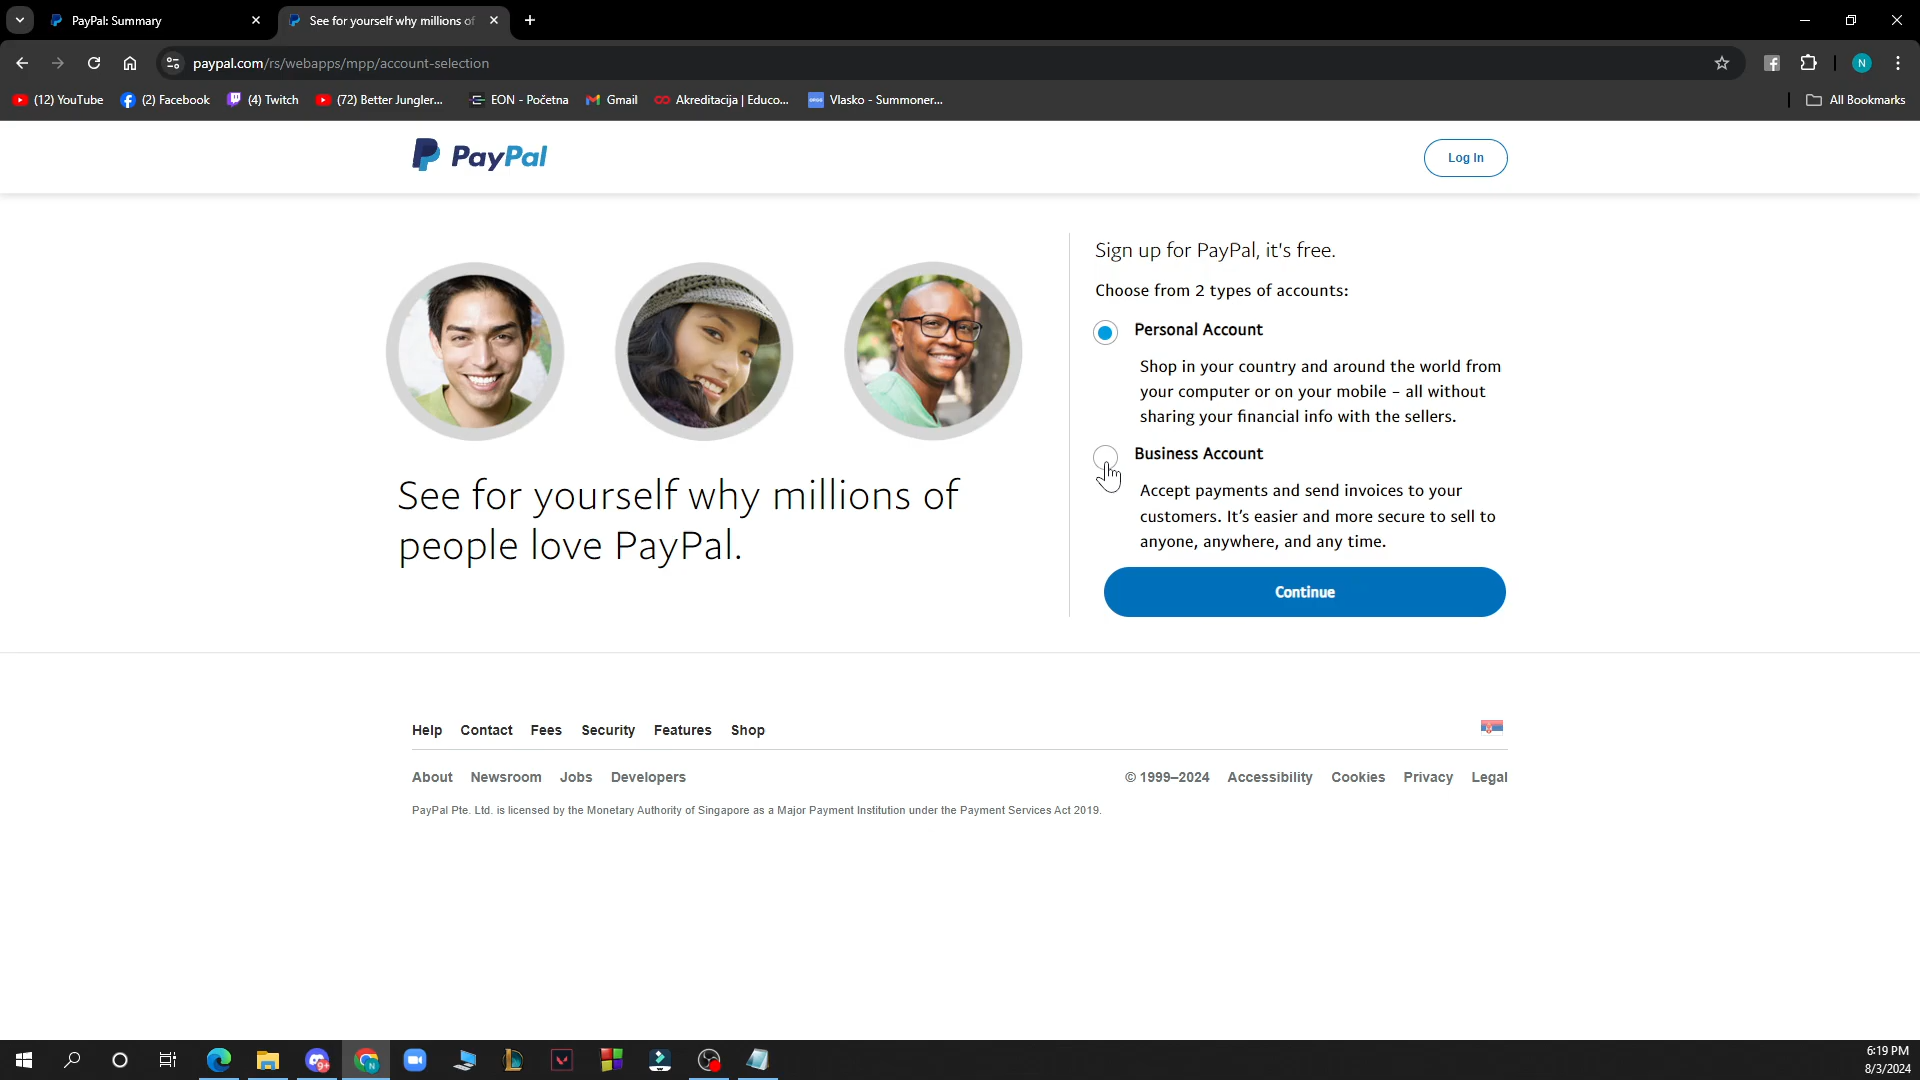 PayPal: Summary
See for yourself why millions of
paypal.com/rs/webapps/mpp/account-selection
N
(12) YouTube
(2) Facebook
(4) Twitch
(72) Better Jungler...
EON - Početna
Gmail
Akreditacija | Educo...
Vlasko - Summoner...
All Bookmarks
PayPal
Log In
Sign up for PayPal, it's free.
Choose from 2 types of accounts:
Personal Account
Shop in your country and around the world from
your computer or on your mobile – all without
sharing your financial info with the sellers.
Business Account
Accept payments and send invoices to your
customers. It’s easier and more secure to sell to
anyone, anywhere, and any time.
Continue
See for yourself why millions of
people love PayPal.
Help Contact Fees Security Features Shop
About Newsroom Jobs Developers
© 1999–2024 Accessibility Cookies Privacy Legal
PayPal Pte. Ltd. is licensed by the Monetary Authority of Singapore as a Major Payment Institution under the Payment Services Act 2019.
9+
N
6:19 PM
8/3/2024